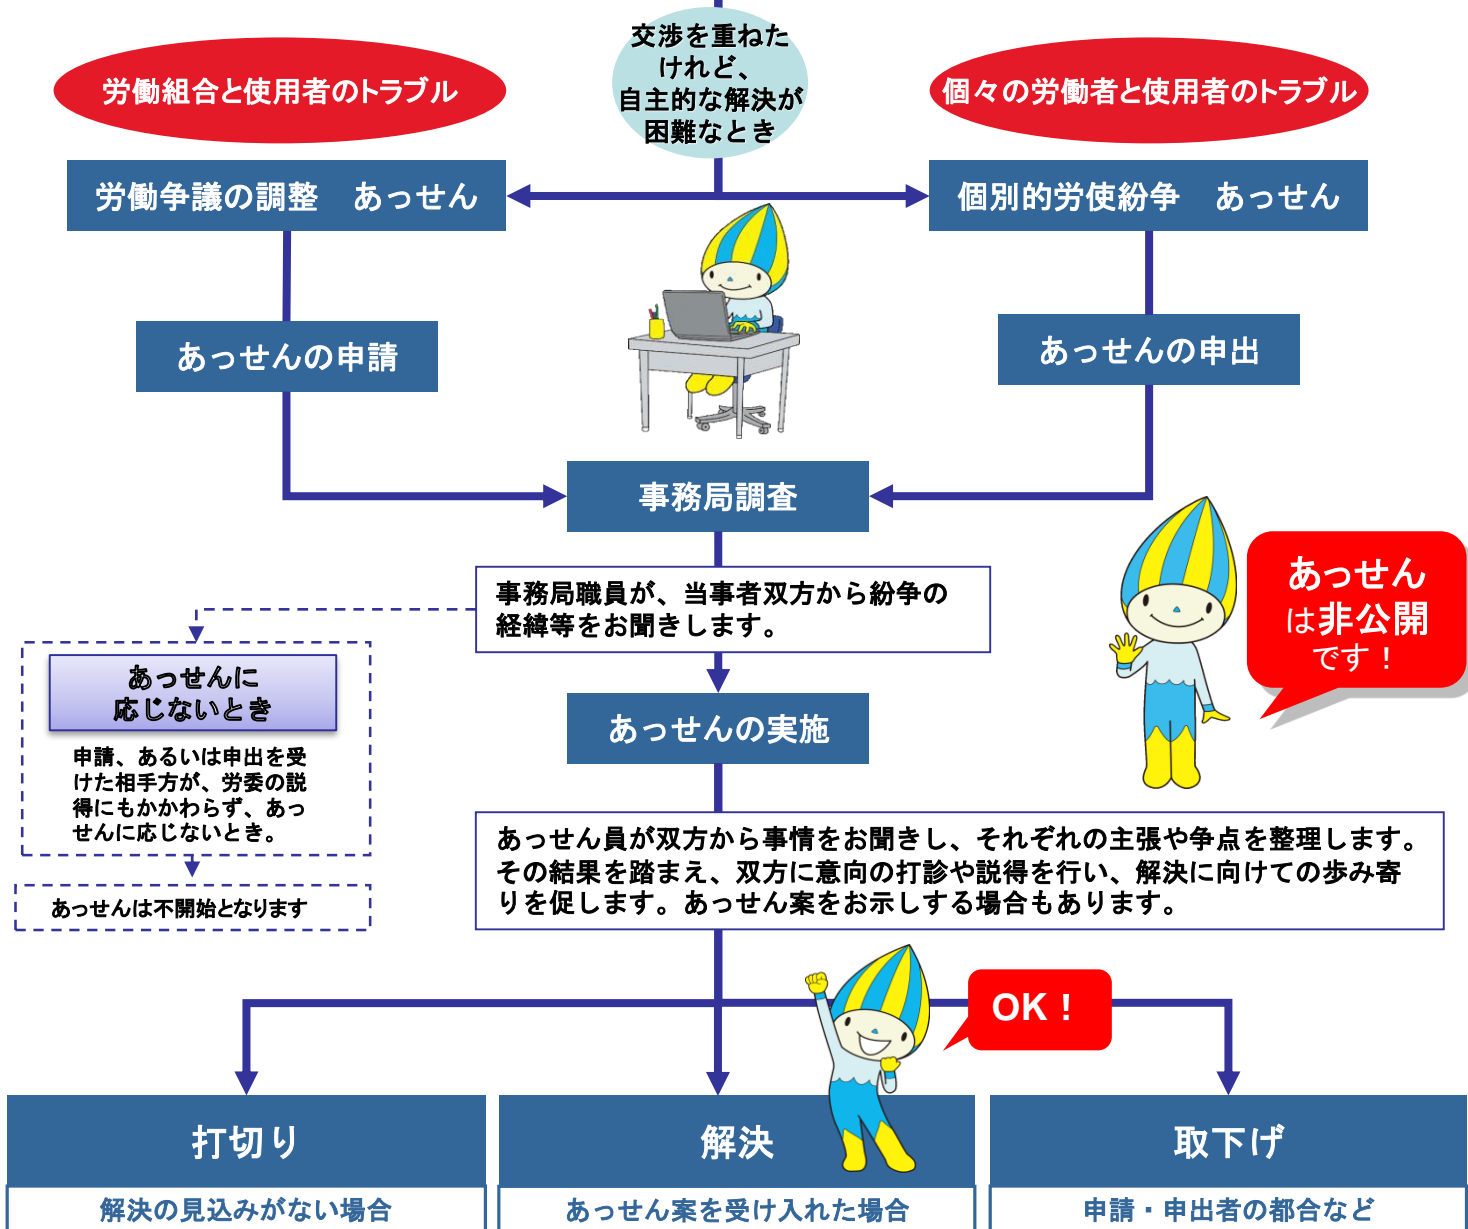 交渉を重ねた
けれど、
自主的な解決が
困難なとき
労働組合と使用者のトラブル
個々の労働者と使用者のトラブル
労働争議の調整　あっせん
個別的労使紛争　あっせん
あっせんの申請
あっせんの申出
事務局調査
事務局職員が、当事者双方から紛争の
経緯等をお聞きします。
あっせん
は非公開
です！
あっせんに
応じないとき
申請、あるいは申出を受
けた相手方が、労委の説
得にもかかわらず、あっ
せんに応じないとき。
あっせんは不開始となります
あっせんの実施
あっせん員が双方から事情をお聞きし、それぞれの主張や争点を整理します。
その結果を踏まえ、双方に意向の打診や説得を行い、解決に向けての歩み寄
りを促します。あっせん案をお示しする場合もあります。
OK！
打切り
解決
取下げ
解決の見込みがない場合
あっせん案を受け入れた場合
申請・申出者の都合など